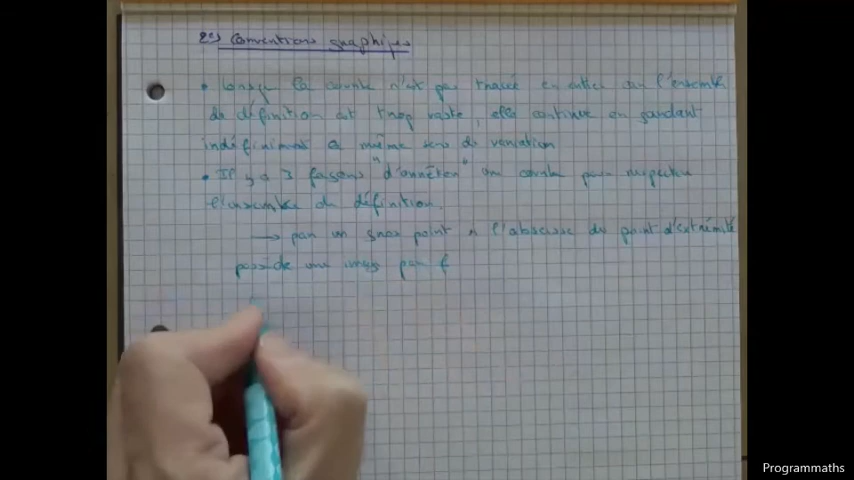 2°) Conventions graphiques
• Lorsque la courbe n'est pas tracée en entier car l'ensemble
de définition est trop vaste, elle continue en gardant
indéfiniment le même sens de variation
• Il y a 3 façons "d'arrêter" une courbe pour respecter
l'ensemble de définition.
→ par un gros point si l'abscisse du point d'extrémité
possède une image par f
Programmaths